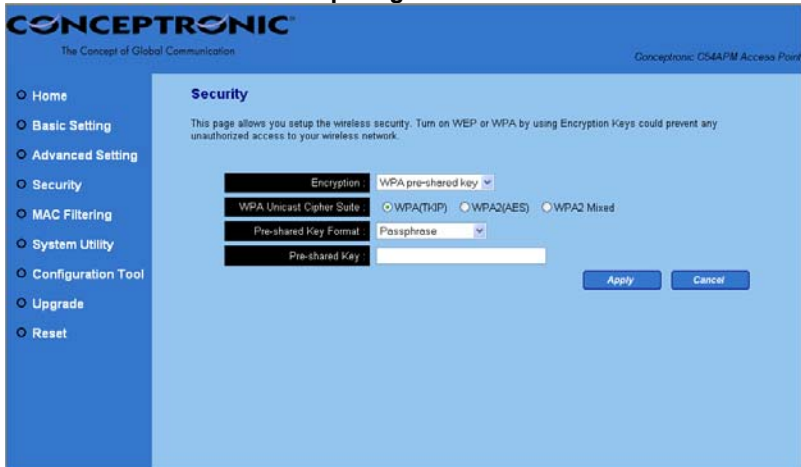 CONCEPTRONIC
The Concept of Global Communication
Conceptronic C54APM Access Point
Home
Basic Setting
Advanced Setting
Security
MAC Filtering
System Utility
Configuration Tool
Upgrade
Reset
Security
This page allows you setup the wireless security. Turn on WEP or WPA by using Encryption Keys could prevent any
unauthorized access to your wireless network.
Encryption : WPA pre-shared key
WPA Unicast Cipher Suite : WPA(TKIP) WPA2(AES) WPA2 Mixed
Pre-shared Key Format : Passphrase
Pre-shared Key :
Apply Cancel